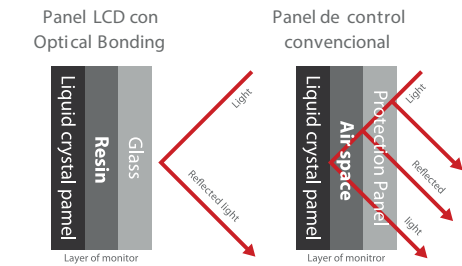 Panel LCD con
Optical Bonding
Liquid crystal pamel
Resin
Glass
Light
Reflected light
Layer of monitor
Panel de control
convencional
Liquid crystal pamel
Air space
Protection Panel
Light
Reflected
light
Layer of monitror